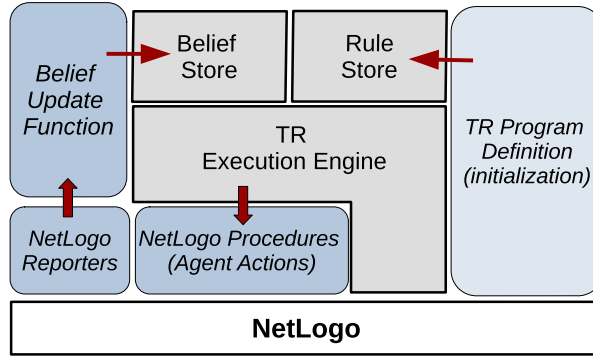 Belief
Update
Function
Belief
Store
Rule
Store
TR Program
Definition
(initialization)
TR
Execution Engine
NetLogo
Reporters
NetLogo Procedures
(Agent Actions)
NetLogo